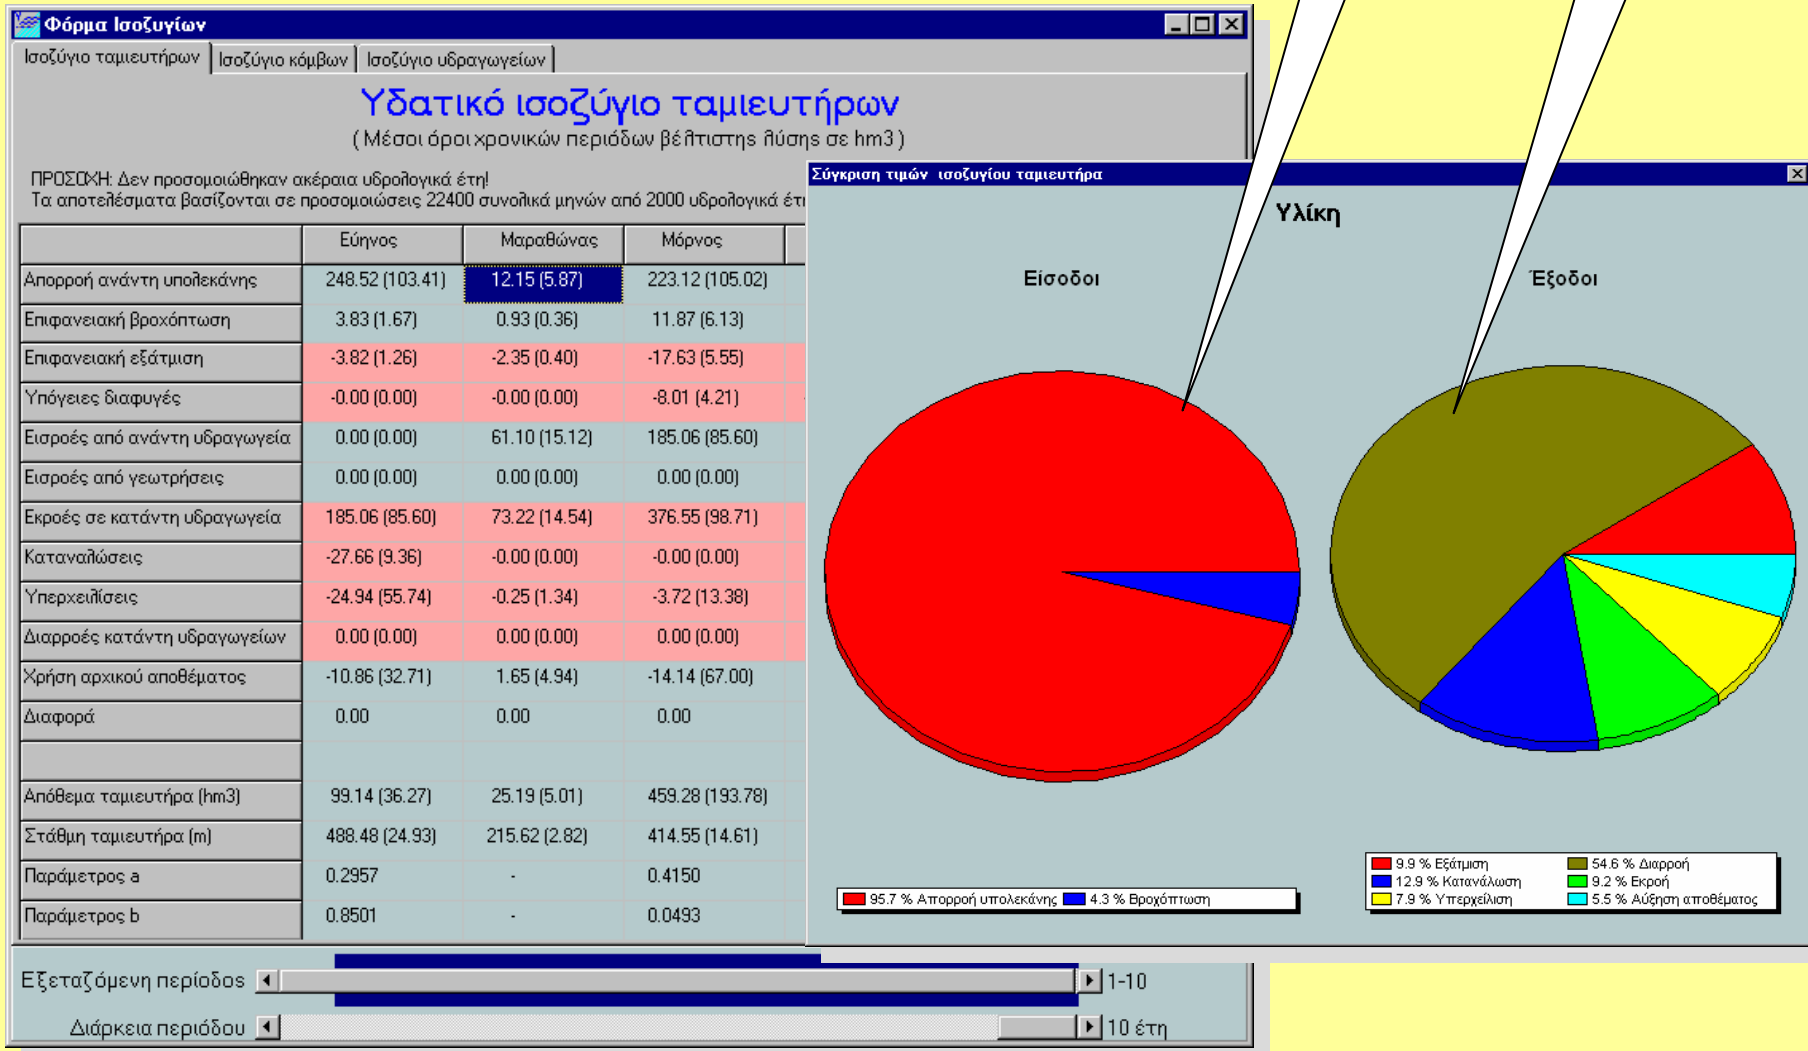 Φόρμα Ισοζυγίων
Ισοζύγιο ταμιευτήρων Ισοζύγιο κόμβων Ισοζύγιο υδραγωγείων
Υδατικό ισοζύγιο ταμιευτήρων
(Μέσοι όροι χρονικών περιόδων βέλτιστης λύσης σε hm3)
ΠΡΟΣΟΧΗ: Δεν προσομοιώθηκαν ακέραια υδρολογικά έτη!
Τα αποτελέσματα βασίζονται σε προσομοιώσεις 22400 συνολικά μηνών από 2000 υδρολογικά έτη
Εύηνος Μαραθώνας Μόρνος
Απορροή ανάντη υπολεκάνης 248.52 (103.41) 12.15 (5.87) 223.12 (105.02)
Επιφανειακή βροχόπτωση 3.83 (1.67) 0.93 (0.36) 11.87 (6.13)
Επιφανειακή εξάτμιση -3.82 (1.26) -2.35 (0.40) -17.63 (5.55)
Υπόγειες διαφυγές -0.00 (0.00) -0.00 (0.00) -8.01 (4.21)
Εισροές από ανάντη υδραγωγεία 0.00 (0.00) 61.10 (15.12) 185.06 (85.60)
Εισροές από γεωτρήσεις 0.00 (0.00) 0.00 (0.00) 0.00 (0.00)
Εκροές σε κατάντη υδραγωγεία 185.06 (85.60) 73.22 (14.54) 376.55 (98.71)
Καταναλώσεις -27.66 (9.36) -0.00 (0.00) -0.00 (0.00)
Υπερχειλίσεις -24.94 (55.74) -0.25 (1.34) -3.72 (13.38)
Διαρροές κατάντη υδραγωγείων 0.00 (0.00) 0.00 (0.00) 0.00 (0.00)
Χρήση αρχικού αποθέματος -10.86 (32.71) 1.65 (4.94) -14.14 (67.00)
Διαφορά 0.00 0.00 0.00
Απόθεμα ταμιευτήρα (hm3) 99.14 (36.27) 25.19 (5.01) 459.28 (193.78)
Στάθμη ταμιευτήρα (m) 488.48 (24.93) 215.62 (2.82) 414.55 (14.61)
Παράμετρος a 0.2957 - 0.4150
Παράμετρος b 0.8501 - 0.0493
Εξεταζόμενη περίοδος 1-10
Διάρκεια περιόδου 10 έτη
Σύγκριση τιμών ισοζυγίου ταμιευτήρα
Υλίκη
Είσοδοι Έξοδοι
95.7 % Απορροή υπολεκάνης 4.3 % Βροχόπτωση
9.9 % Εξάτμιση 54.6 % Διαρροή
12.9 % Κατανάλωση 9.2 % Εκροή
7.9 % Υπερχείλιση 5.5 % Αύξηση αποθέματος